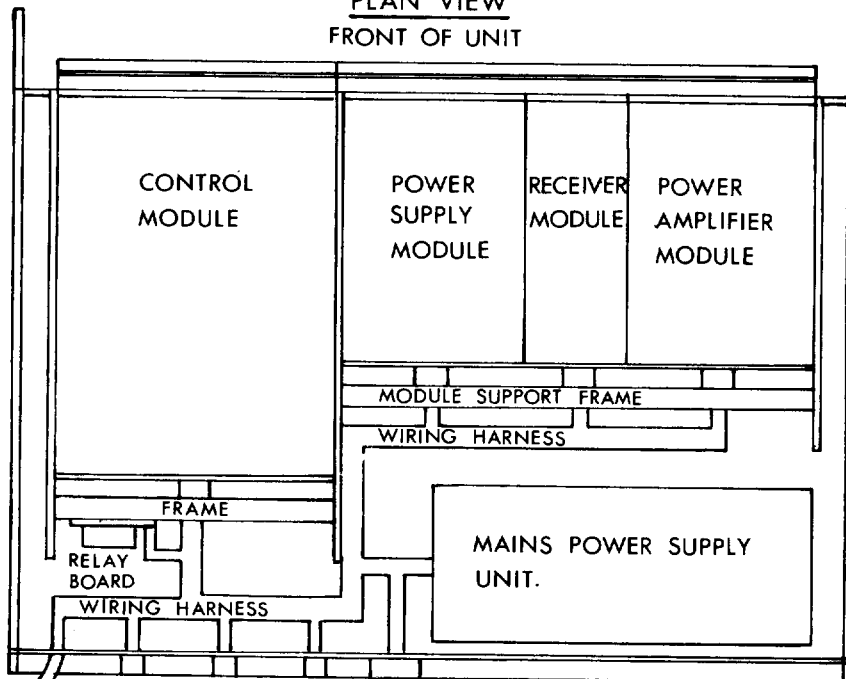 PLAN VIEW
FRONT OF UNIT
CONTROL
MODULE
POWER
SUPPLY
MODULE
RECEIVER
MODULE
POWER
AMPLIFIER
MODULE
MODULE SUPPORT FRAME
WIRING HARNESS
FRAME
RELAY
BOARD
WIRING HARNESS
MAINS POWER SUPPLY
UNIT.